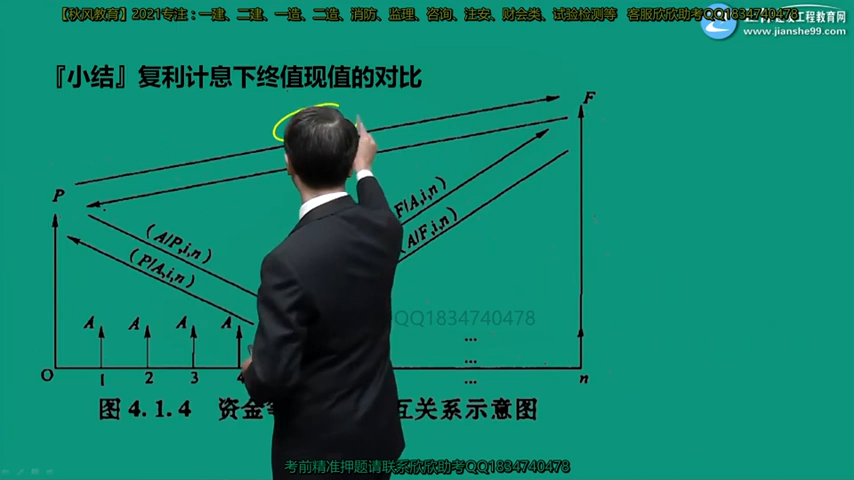 【秋风教育】2021专注：一建、二建、一造、二造、消防、监理、咨询、注安、财会类、试验检测等 客服欣欣助考QQ1834740478
工程教育网
www.jianshe99.com
『小结』复利计息下终值现值的对比
F
P
(A/P,i,n)
(P/A,i,n)
F/A,i,n)
(A/F,i,n)
QQ1834740478
A A A A
...
...
O 1 2 3 4 ... n
图 4.1.4 资金等 互关系示意图
考前精准押题请联系欣欣助考QQ1834740478